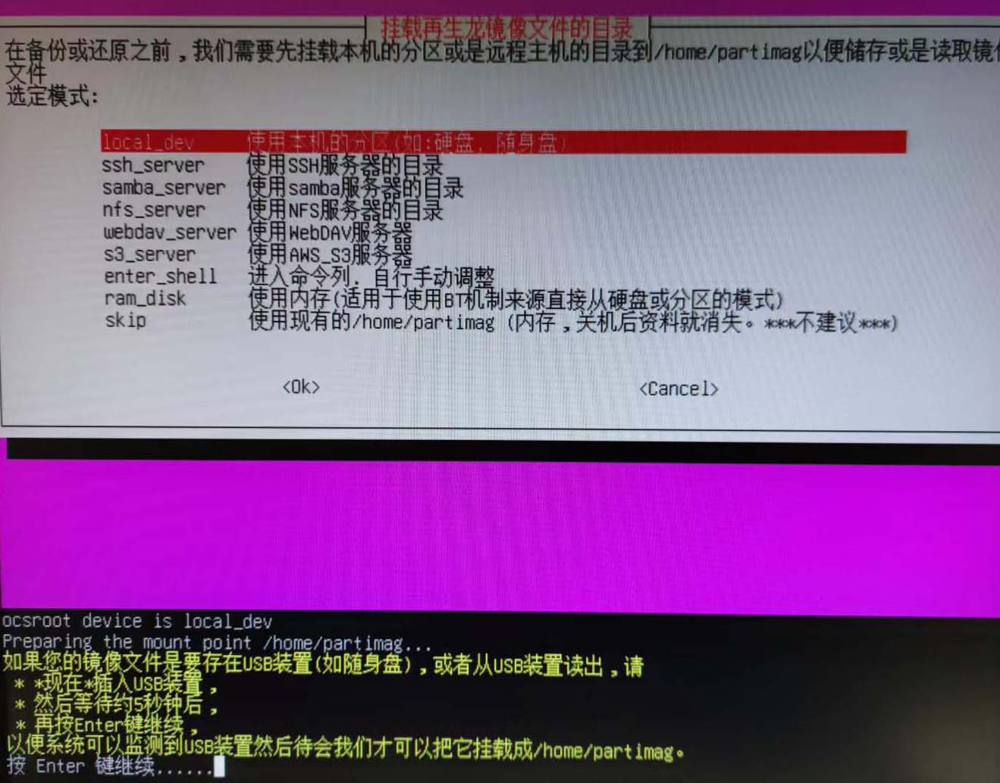 挂载再生龙镜像文件的目录
在备份或还原之前，我们需要先挂载本机的分区或是远程主机的目录到/home/partimag以便储存或是读取镜
文件
选定模式:
local_dev 使用本机的分区(如:硬盘，随身盘)
ssh_server 使用SSH服务器的目录
samba_server 使用samba服务器的目录
nfs_server 使用NFS服务器的目录
webdav_server 使用WebDAV服务器
s3_server 使用AWS_S3服务器
enter_shell 进入命令列. 自行手动调整
ram_disk 使用内存(适用于使用BT机制来源直接从硬盘或分区的模式)
skip 使用现有的/home/partimag (内存，关机后资料就消失。***不建议***)
<Ok> <Cancel>
ocsroot device is local_dev
Preparing the mount point /home/partimag...
如果您的镜像文件是要存在USB装置(如随身盘)，或者从USB装置读出，请
* *现在*插入USB装置，
* 然后等待约5秒钟后，
* 再按Enter键继续，
以便系统可以监测到USB装置然后待会我们才可以把它挂载成/home/partimag。
按 Enter 键继续......